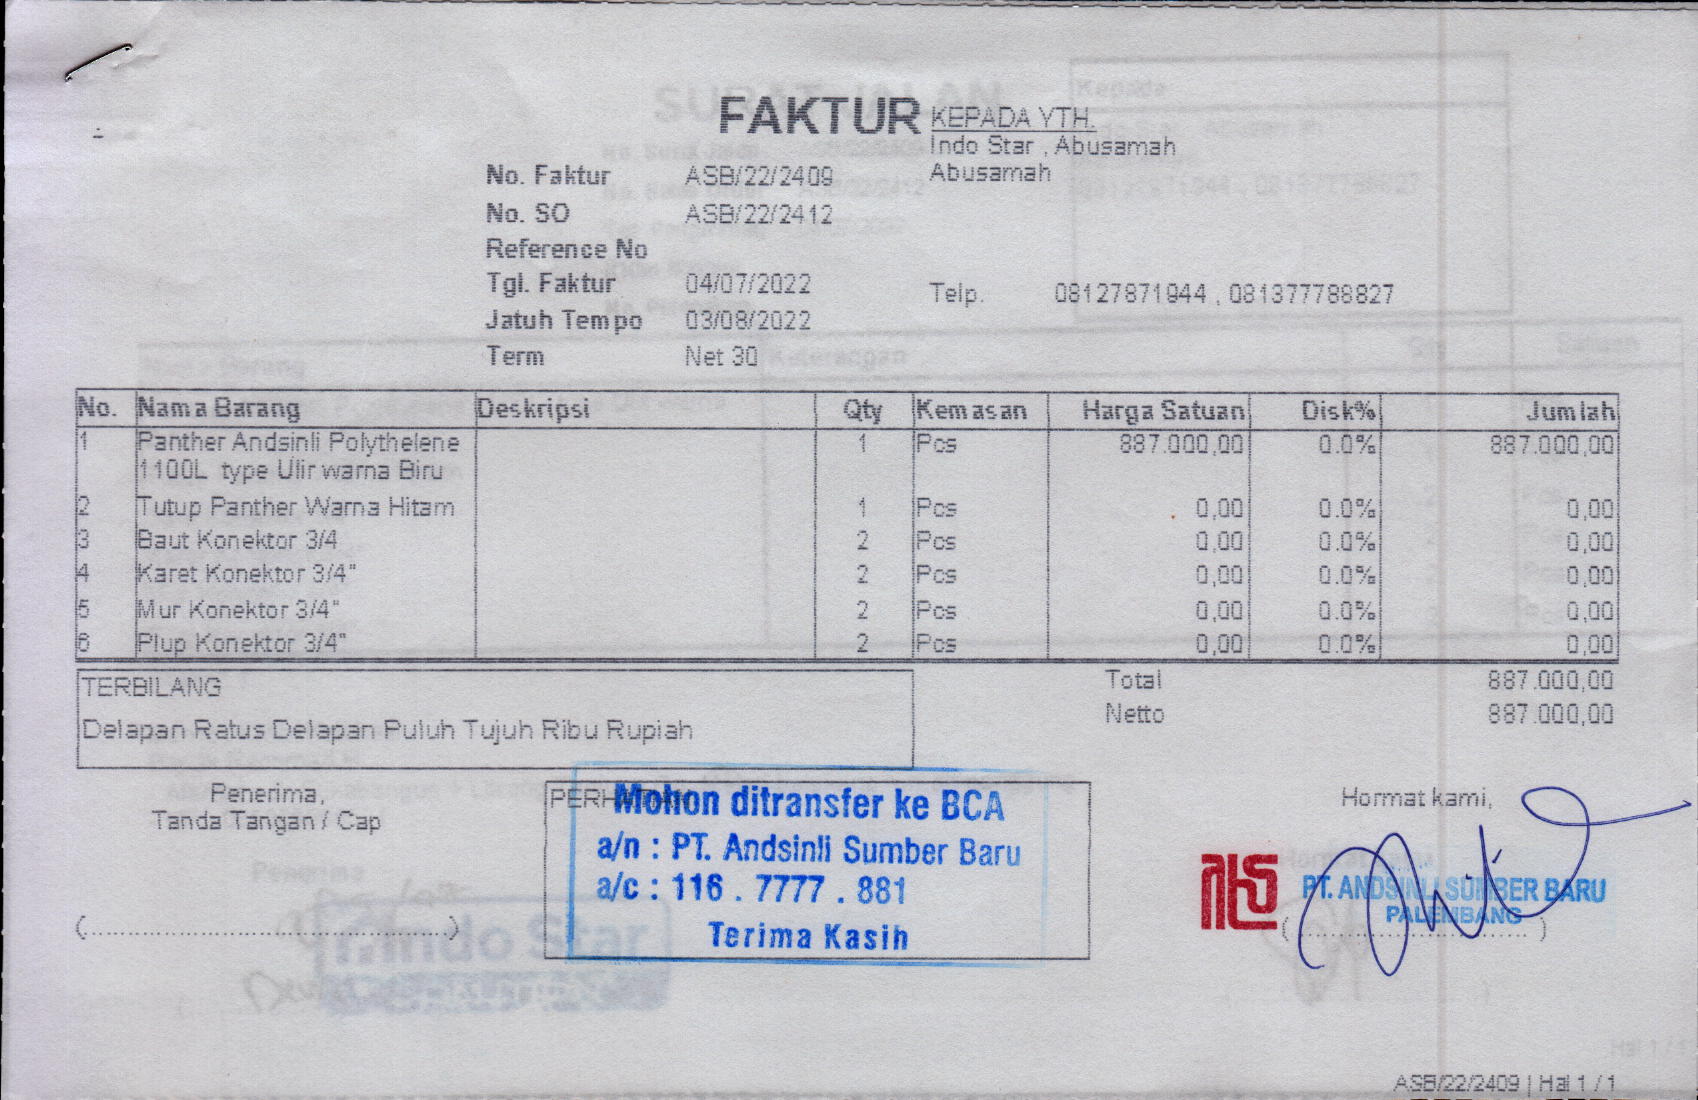 FAKTUR
KEPADA YTH.
Indo Star , Abusamah
Abusamah
No. Faktur ASB/22/2409
No. SO ASB/22/2412
Reference No
Tgl. Faktur 04/07/2022
Jatuh Tempo 03/08/2022
Term Net 30
Telp. 08127871944 , 081377788827
No. Nama Barang Deskripsi Qty Kemasan Harga Satuan Disk% Jumlah
1 Panther Andsinli Polythelene 1 Pcs 887.000,00 0.0% 887.000,00
1100L type Ulir warna Biru
2 Tutup Panther Warna Hitam 1 Pcs 0,00 0.0% 0,00
3 Baut Konektor 3/4 2 Pcs 0,00 0.0% 0,00
4 Karet Konektor 3/4" 2 Pcs 0,00 0.0% 0,00
5 Mur Konektor 3/4" 2 Pcs 0,00 0.0% 0,00
6 Plup Konektor 3/4" 2 Pcs 0,00 0.0% 0,00
Total 887.000,00
Netto 887.000,00
TERBILANG
Delapan Ratus Delapan Puluh Tujuh Ribu Rupiah
Penerima,
Tanda Tangan / Cap
(........................................)
Mohon ditransfer ke BCA
a/n : PT. Andsinli Sumber Baru
a/c : 116 . 7777 . 881
Terima Kasih
Hormat kami,
PT. ANDSINLI SUMBER BARU
PALEMBANG
(........................................)
Indo Star
ASB/22/2409 | Hal 1 / 1